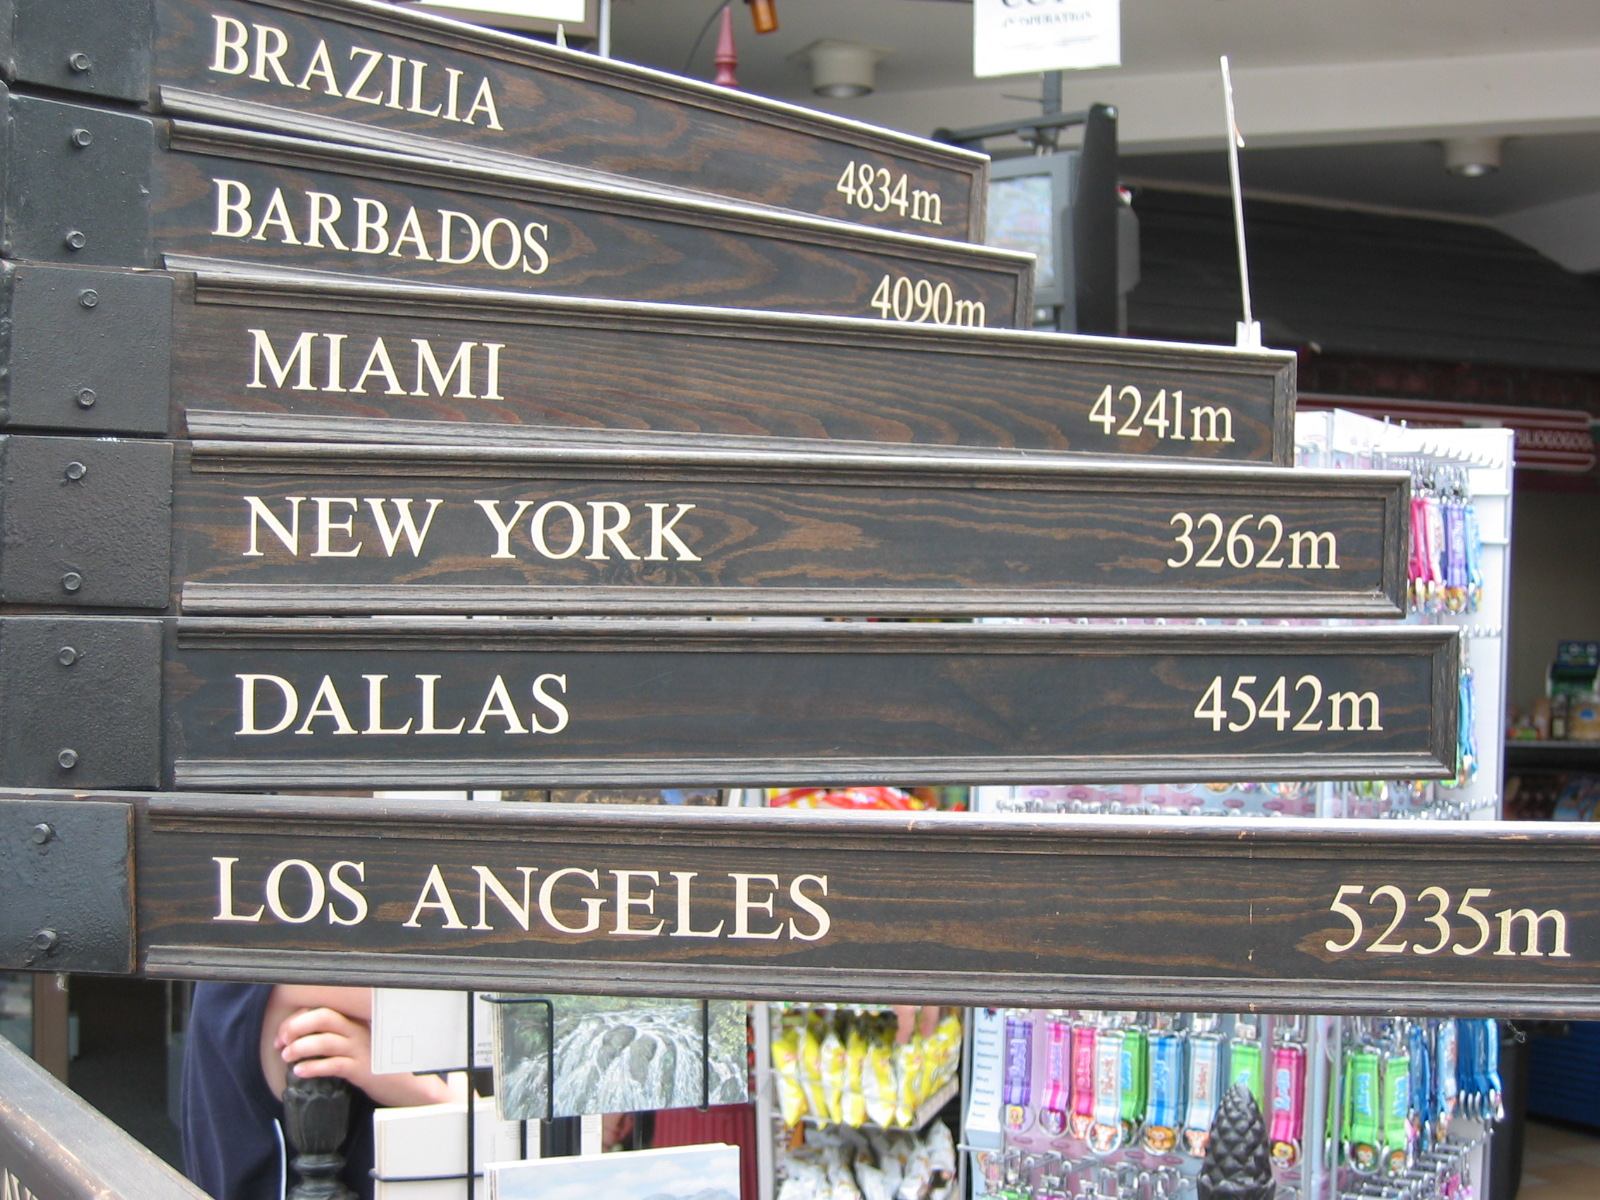 BRAZILIA
4834m
BARBADOS
4090m
MIAMI
4241m
NEW YORK
3262m
DALLAS
4542m
LOS ANGELES
5235m